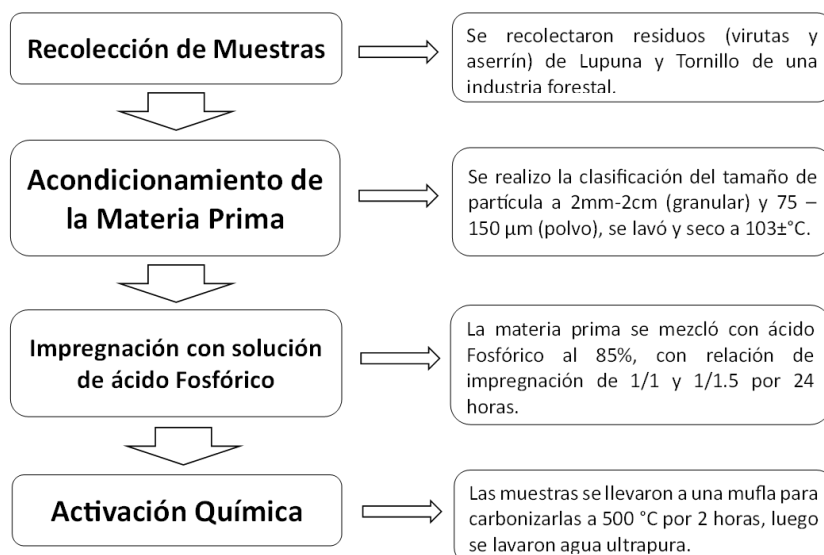 Recolección de Muestras
Se recolectaron residuos (virutas y
aserrín) de Lupuna y Tornillo de una
industria forestal.
Acondicionamiento de
la Materia Prima
Se realizo la clasificación del tamaño de
partícula a 2mm-2cm (granular) y 75 –
150 µm (polvo), se lavó y seco a 103±°C.
Impregnación con solución
de ácido Fosfórico
La materia prima se mezcló con ácido
Fosfórico al 85%, con relación de
impregnación de 1/1 y 1/1.5 por 24
horas.
Activación Química
Las muestras se llevaron a una mufla para
carbonizarlas a 500 °C por 2 horas, luego
se lavaron agua ultrapura.